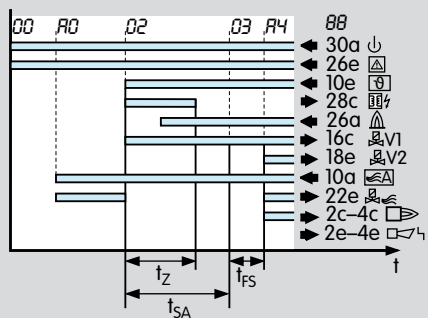 00 A0 02 03 A4 88
30a
26e
10e
28c
26a
16c V1
18e V2
10a A
22e
2c–4c
2e–4e
t
tZ
tFS
tSA